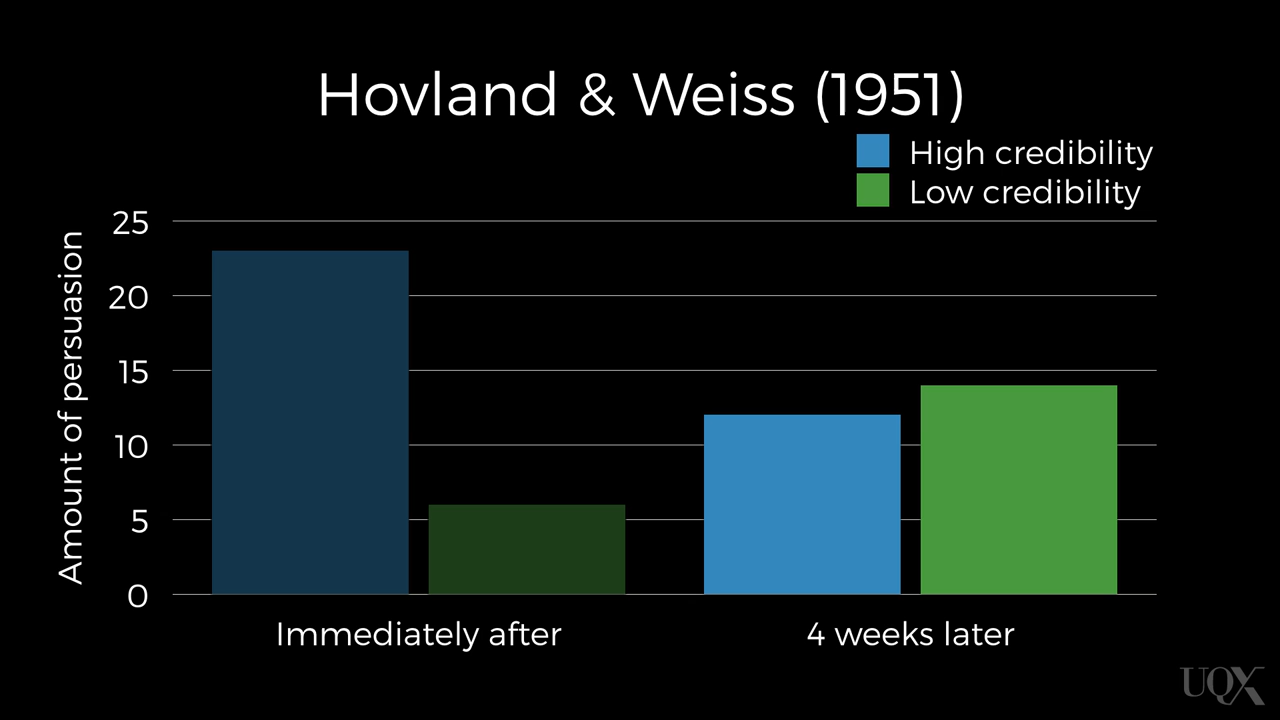 Hovland & Weiss (1951)
High credibility
Low credibility
Amount of persuasion
25
20
15
10
5
0
Immediately after
4 weeks later
UQX